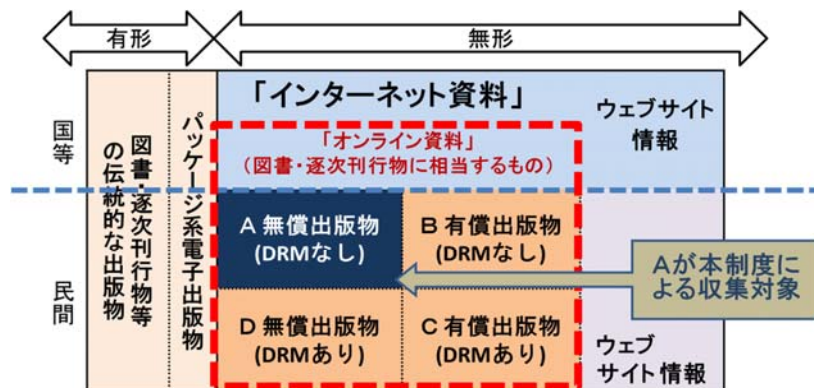 有形
無形
国等
民間
図書・逐次刊行物等
の伝統的な出版物
パッケージ系電子出版物
「インターネット資料」
ウェブサイト
情報
「オンライン資料」
（図書・逐次刊行物に相当するもの）
A 無償出版物
(DRMなし)
B 有償出版物
(DRMなし)
Aが本制度に
よる収集対象
D 無償出版物
(DRMあり)
C 有償出版物
(DRMあり)
ウェブ
サイト情報